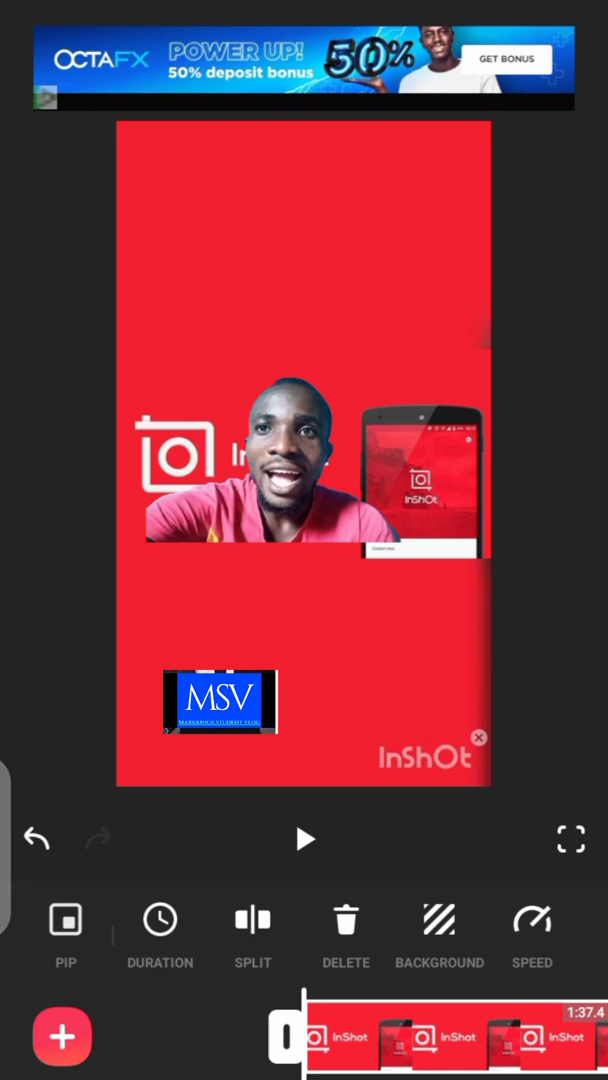 OCTAFX
POWER UP!
50% deposit bonus
50%
GET BONUS
InShOt
MSV
MARKKINGS STUDENT VLOG
InShOt
PIP
DURATION
SPLIT
DELETE
BACKGROUND
SPEED
1:37.4
InShot
InShot
InShot